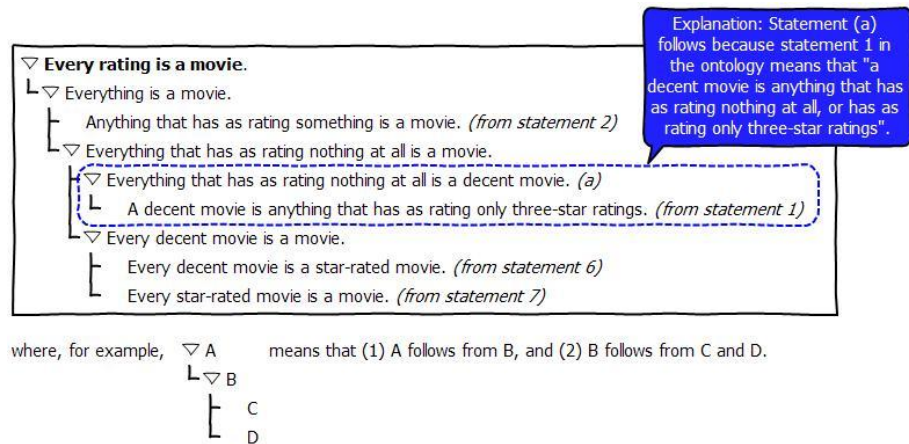 Explanation: Statement (a)
follows because statement 1 in
the ontology means that "a
decent movie is anything that has
as rating nothing at all, or has as
rating only three-star ratings".
Every rating is a movie.
Everything is a movie.
Anything that has as rating something is a movie. (from statement 2)
Everything that has as rating nothing at all is a movie.
Everything that has as rating nothing at all is a decent movie. (a)
A decent movie is anything that has as rating only three-star ratings. (from statement 1)
Every decent movie is a movie.
Every decent movie is a star-rated movie. (from statement 6)
Every star-rated movie is a movie. (from statement 7)
where, for example, A means that (1) A follows from B, and (2) B follows from C and D.
B
C
D